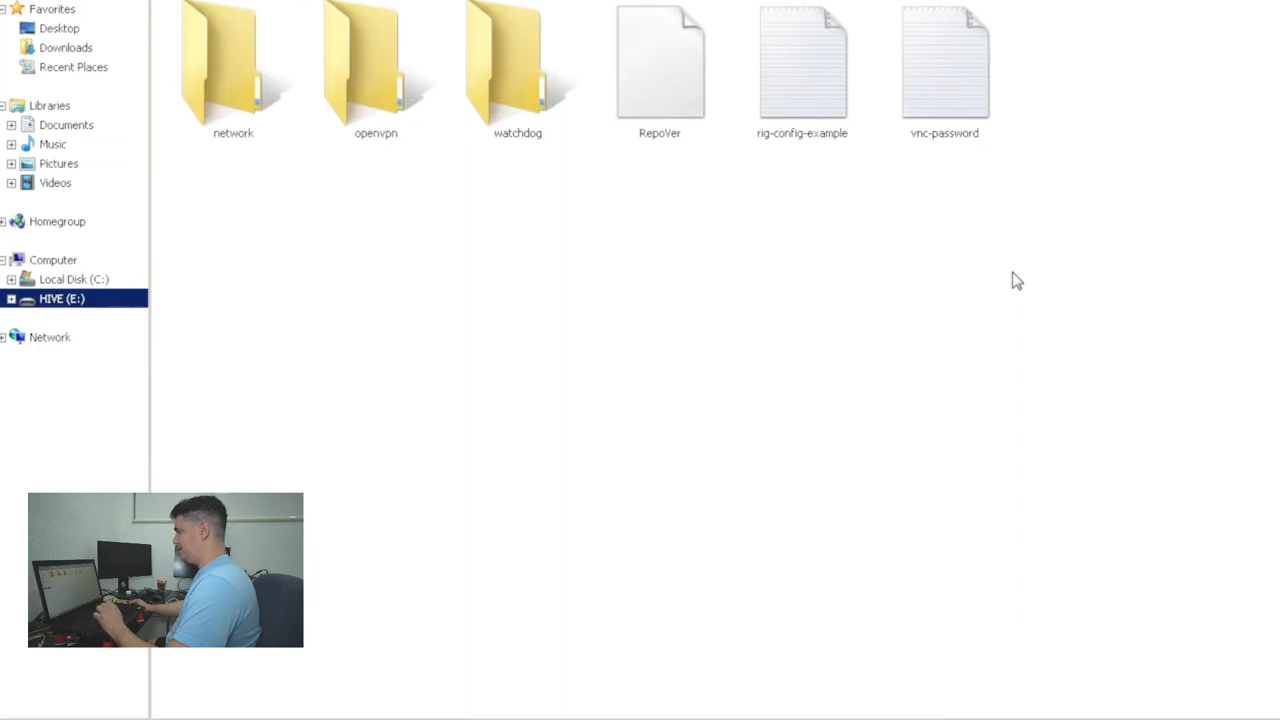 Favorites
Desktop
Downloads
Recent Places
Libraries
Documents
Music
Pictures
Videos
Homegroup
Computer
Local Disk (C:)
HIVE (E:)
Network
network
openvpn
watchdog
RepoVer
rig-config-example
vnc-password